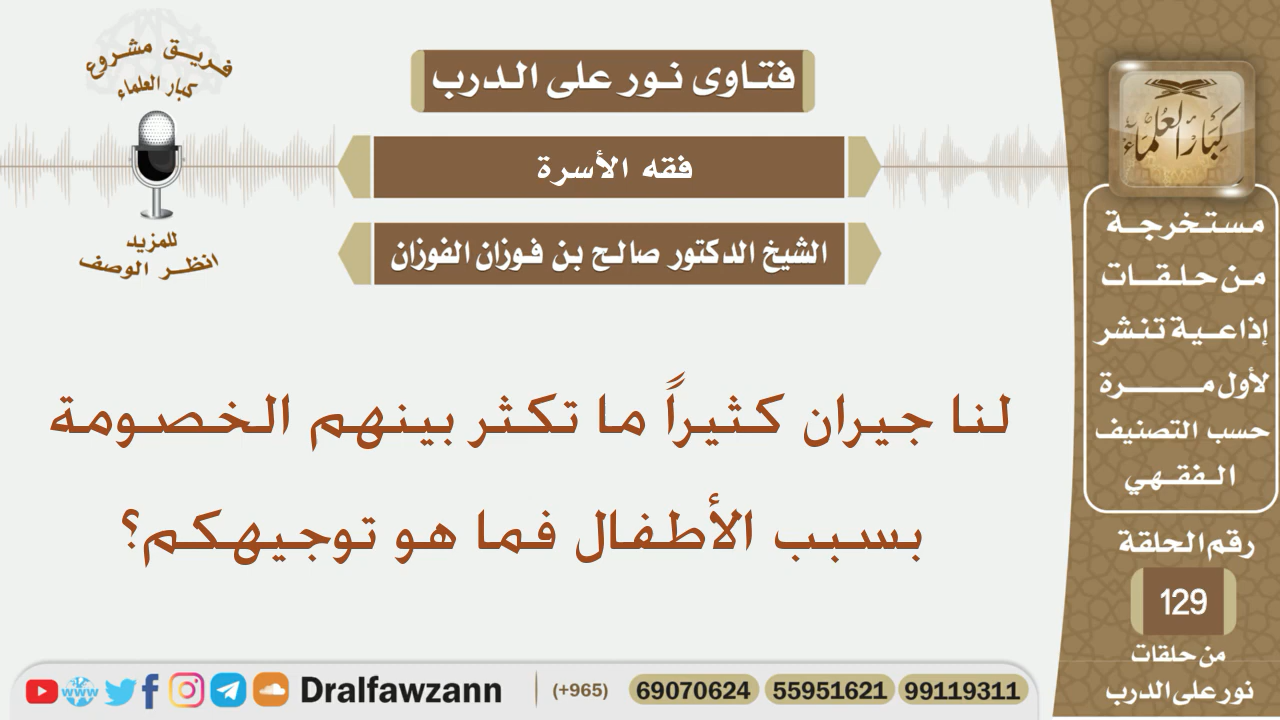 فريق مشروع
كبار العلماء
للمزيد
انظر الوصف
فتاوى نور على الدرب
فقه الأسرة
الشيخ الدكتور صالح بن فوزان الفوزان
لنا جيران كثيراً ما تكثر بينهم الخصومة
بسبب الأطفال فما هو توجيهكم؟
كبار العلماء
مستخرجة
من حلقات
إذاعية تنشر
لأول مرة
حسب التصنيف
الفقهي
رقم الحلقة
129
من حلقات
نور على الدرب
www
Dralfawzann (+965) 69070624 55951621 99119311